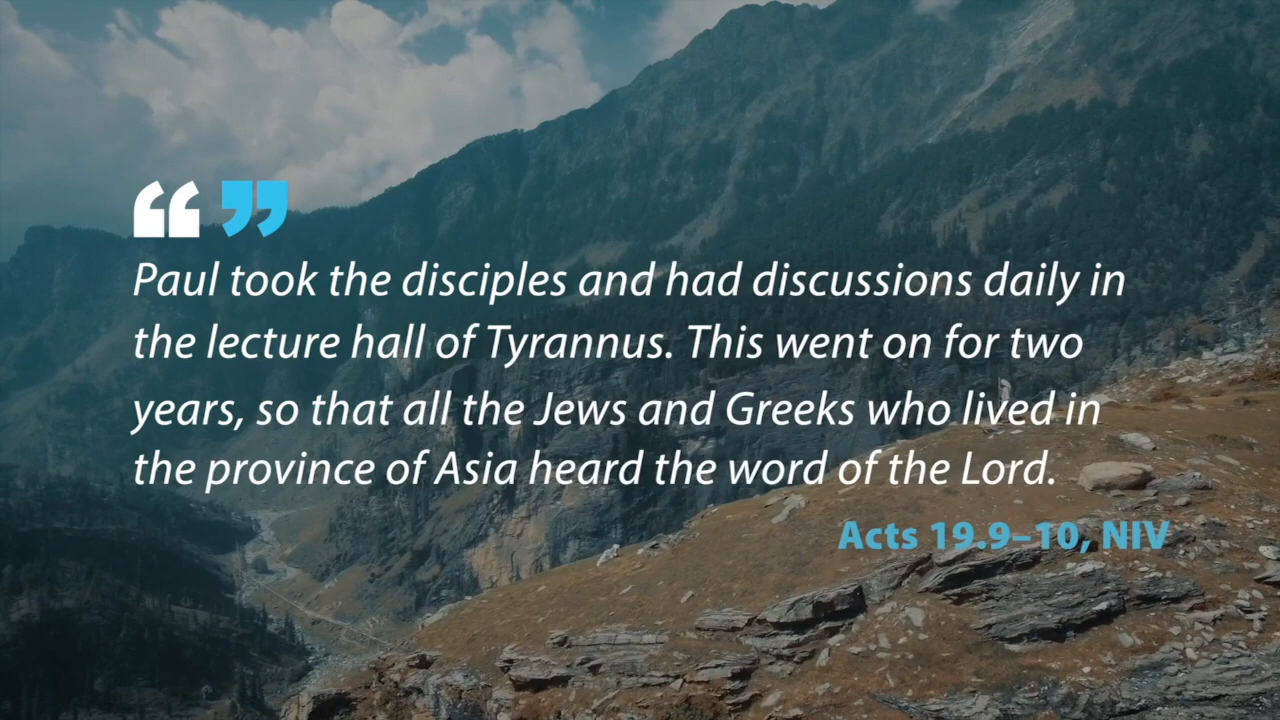 “ ”
Paul took the disciples and had discussions daily in
the lecture hall of Tyrannus. This went on for two
years, so that all the Jews and Greeks who lived in
the province of Asia heard the word of the Lord.
Acts 19.9–10, NIV